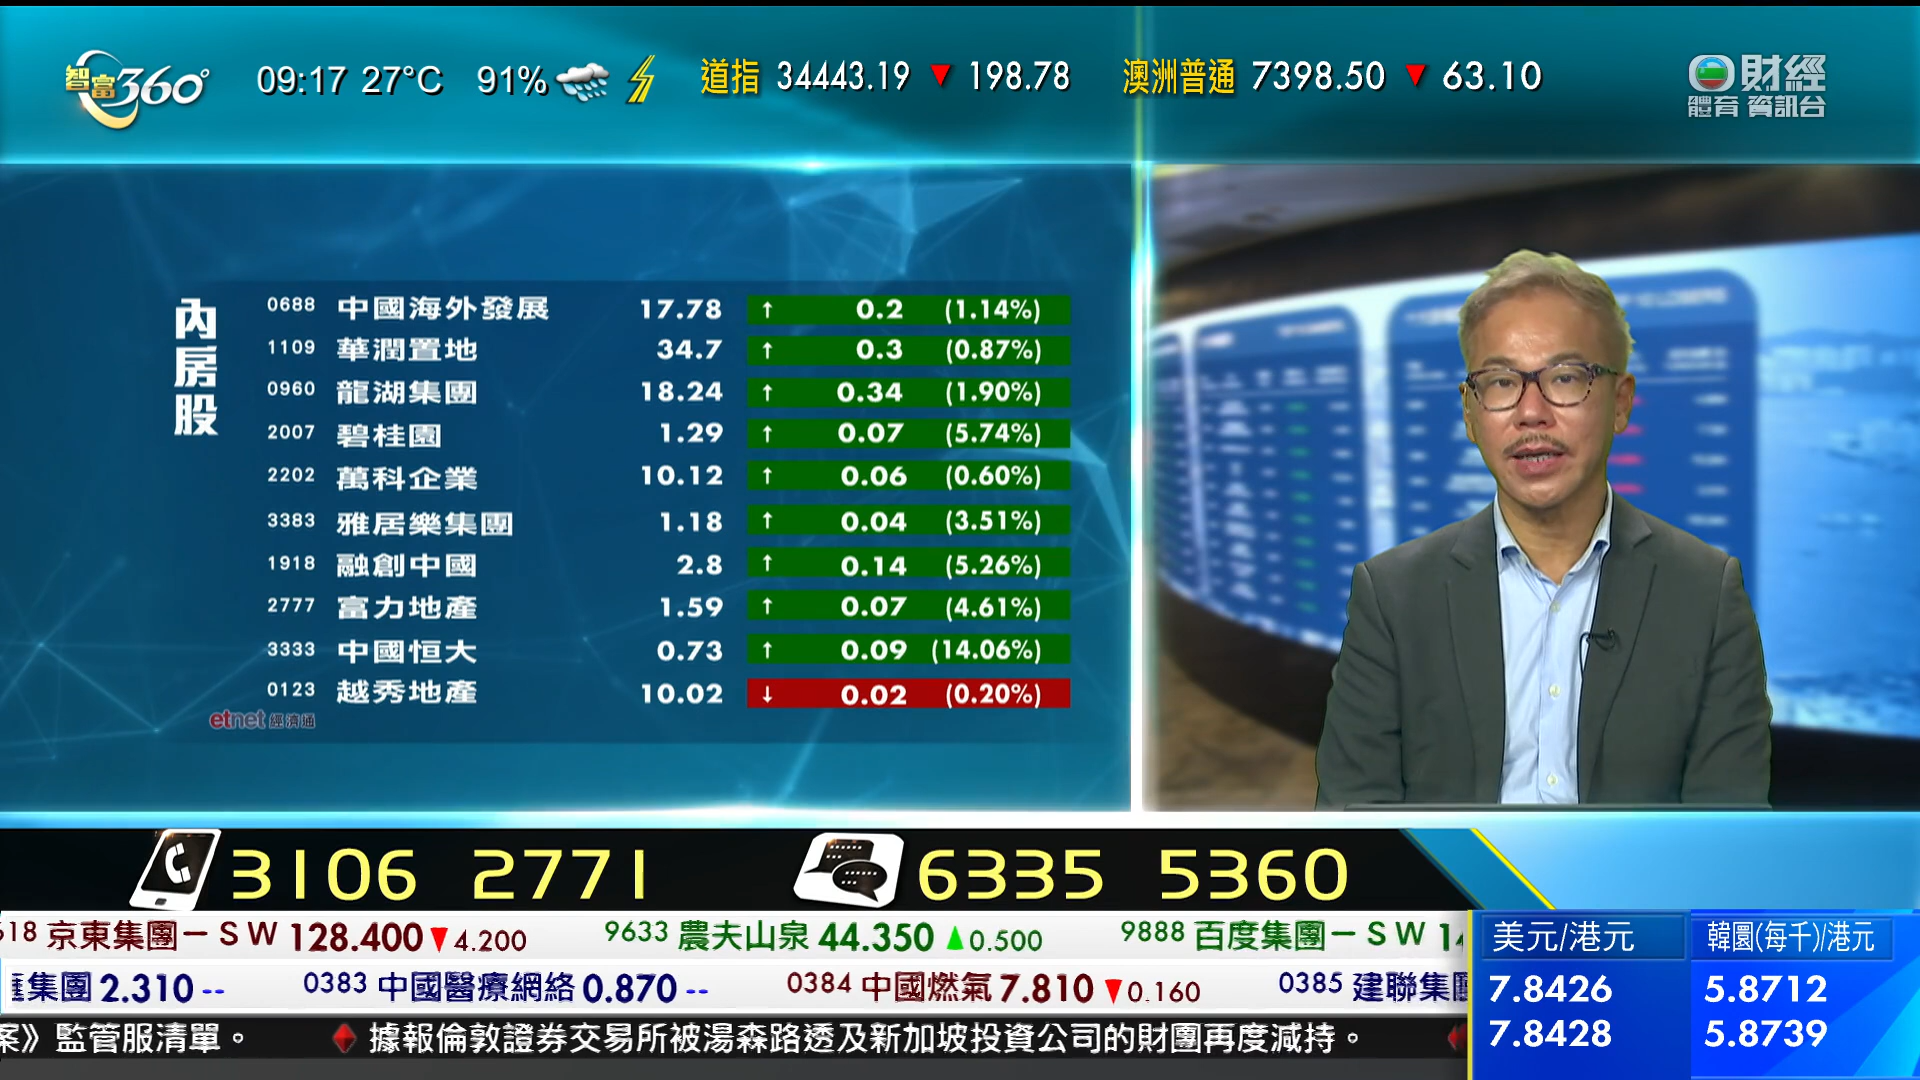 智富360°
09:17 27°C 91%
道指 34443.19 ▼ 198.78
澳洲普通 7398.50 ▼ 63.10
財經
體育 資訊台
內房股
0688 中國海外發展 17.78 ↑ 0.2 (1.14%)
1109 華潤置地 34.7 ↑ 0.3 (0.87%)
0960 龍湖集團 18.24 ↑ 0.34 (1.90%)
2007 碧桂園 1.29 ↑ 0.07 (5.74%)
2202 萬科企業 10.12 ↑ 0.06 (0.60%)
3383 雅居樂集團 1.18 ↑ 0.04 (3.51%)
1918 融創中國 2.8 ↑ 0.14 (5.26%)
2777 富力地產 1.59 ↑ 0.07 (4.61%)
3333 中國恒大 0.73 ↑ 0.09 (14.06%)
0123 越秀地產 10.02 ↓ 0.02 (0.20%)
etnet 經濟通
3106 2771
6335 5360
618 京東集團－ＳＷ 128.400 ▼ 4.200 9633 農夫山泉 44.350 ▲ 0.500 9888 百度集團－ＳＷ
集團 2.310 -- 0383 中國醫療網絡 0.870 -- 0384 中國燃氣 7.810 ▼ 0.160 0385 建聯集團
案》監管服清單。 據報倫敦證券交易所被湯森路透及新加坡投資公司的財團再度減持。
美元/港元
7.8426
7.8428
韓圜(每千)/港元
5.8712
5.8739